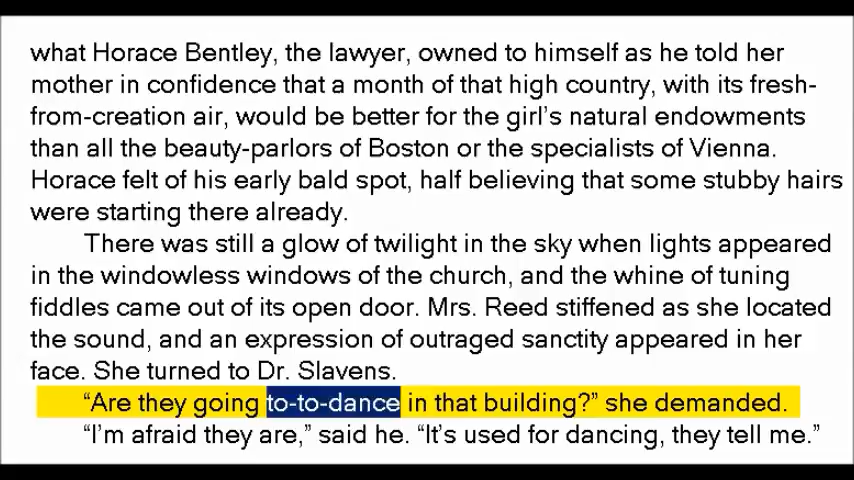 what Horace Bentley, the lawyer, owned to himself as he told her
mother in confidence that a month of that high country, with its fresh-
from-creation air, would be better for the girl’s natural endowments
than all the beauty-parlors of Boston or the specialists of Vienna.
Horace felt of his early bald spot, half believing that some stubby hairs
were starting there already.
There was still a glow of twilight in the sky when lights appeared
in the windowless windows of the church, and the whine of tuning
fiddles came out of its open door. Mrs. Reed stiffened as she located
the sound, and an expression of outraged sanctity appeared in her
face. She turned to Dr. Slavens.
“Are they going to-to-dance in that building?” she demanded.
“I’m afraid they are,” said he. “It’s used for dancing, they tell me.”